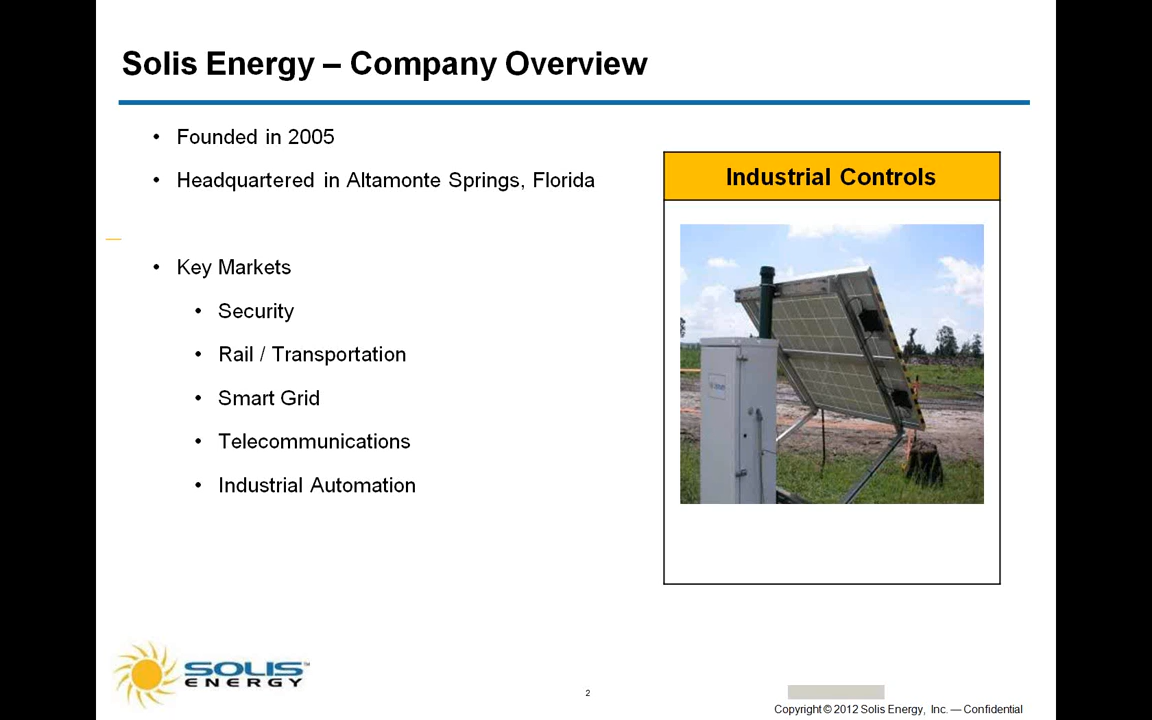 Solis Energy – Company Overview
• Founded in 2005
• Headquartered in Altamonte Springs, Florida
• Key Markets
• Security
• Rail / Transportation
• Smart Grid
• Telecommunications
• Industrial Automation
Industrial Controls
SOLIS™
ENERGY
2
Copyright © 2012 Solis Energy, Inc. — Confidential